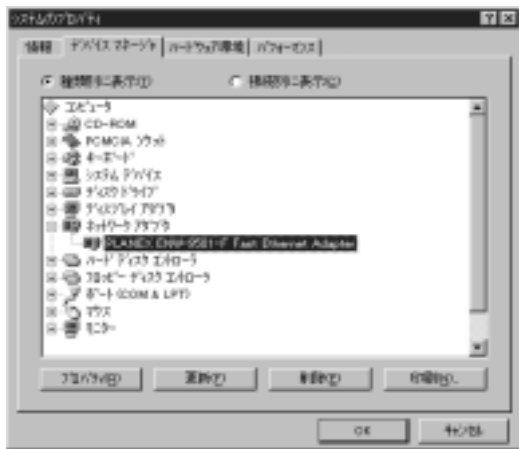 システムのプロパティ
情報 デバイス マネージャ ハードウェア環境 パフォーマンス
種類別に表示(T) 接続別に表示(C)
コンピュータ
CD-ROM
PCMCIA ソケット
キーボード
システム デバイス
ディスク ドライブ
ディスプレイ アダプタ
ネットワーク アダプタ
PLANEX ENW-9501-F Fast Ethernet Adapter
ハード ディスク コントローラ
フロッピー ディスク コントローラ
ポート (COM & LPT)
マウス
モニター
プロパティ(R) 更新(F) 削除(E) 印刷(N)...
OK キャンセル